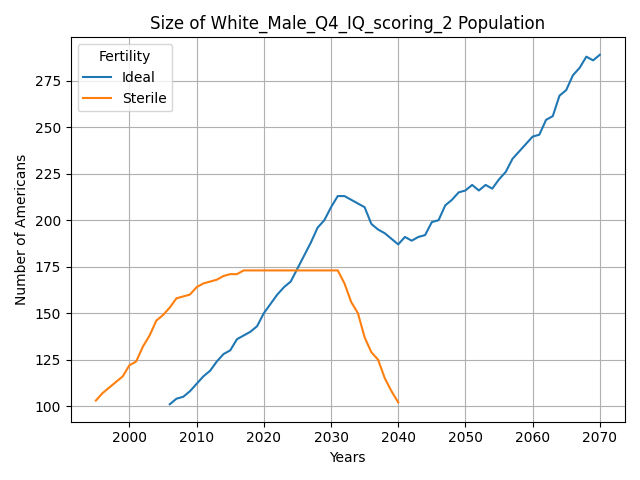 Size of White_Male_Q4_IQ_scoring_2 Population
Fertility
Ideal
Sterile
Number of Americans
275
250
225
200
175
150
125
100
2000 2010 2020 2030 2040 2050 2060 2070
Years